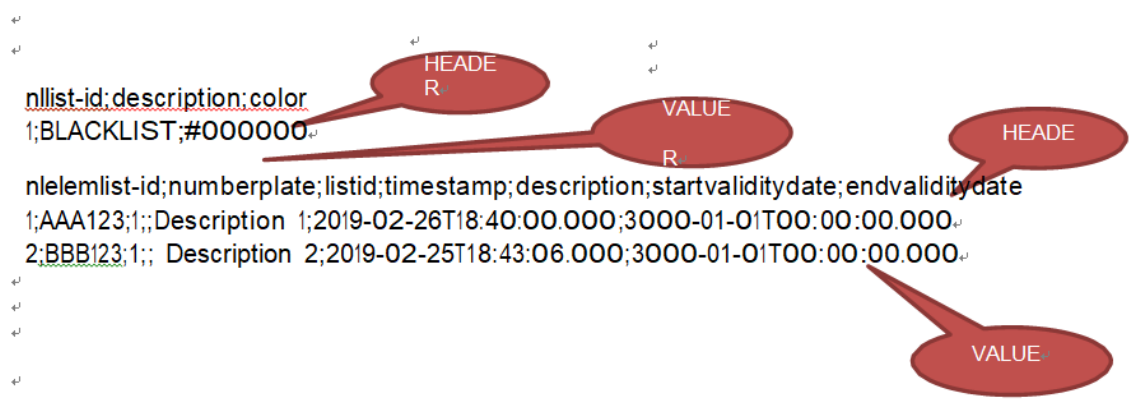 HEADE
R
nllist-id;description;color
1;BLACKLIST;#000000
VALUE
R
HEADE
nlelemlist-id;numberplate;listid;timestamp;description;startvaliditydate;endvaliditydate
1;AAA123;1;;Description 1;2019-02-26T18:40:00.000;3000-01-01T00:00:00.000
2;BBB123;1;; Description 2;2019-02-25T18:43:06.000;3000-01-01T00:00:00.000
VALUE